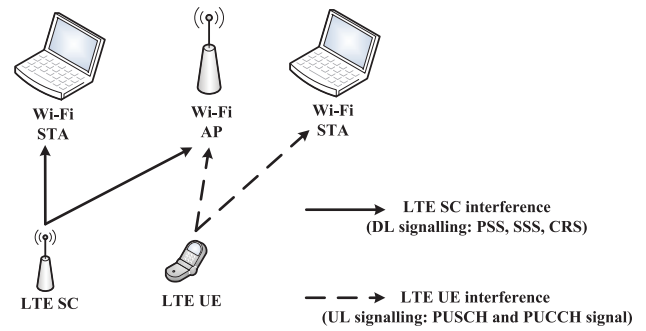 Wi-Fi
STA
Wi-Fi
AP
Wi-Fi
STA
LTE SC
LTE UE
LTE SC interference
(DL signalling: PSS, SSS, CRS)
LTE UE interference
(UL signalling: PUSCH and PUCCH signal)